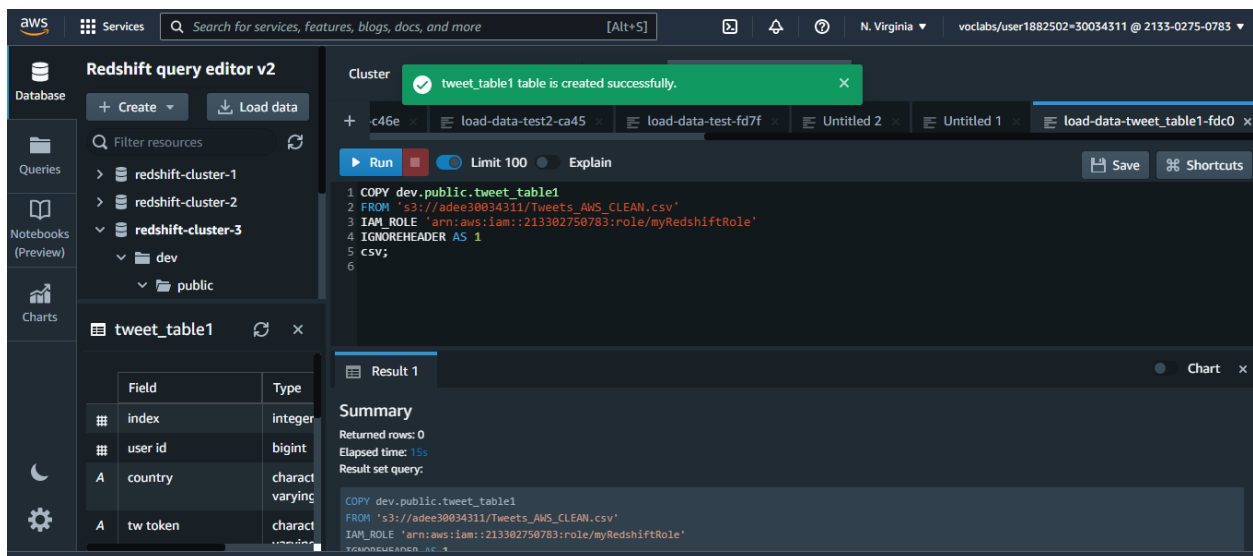 aws
Services
Search for services, features, blogs, docs, and more [Alt+S]
N. Virginia ▼
voclabs/user1882502=30034311 @ 2133-0275-0783 ▼
Database
Queries
Notebooks
(Preview)
Charts
Redshift query editor v2
+ Create
Load data
Filter resources
redshift-cluster-1
redshift-cluster-2
redshift-cluster-3
dev
public
tweet_table1
Field Type
index integer
user id bigint
A country charact
varying
A tw token charact
Cluster
tweet_table1 table is created successfully.
+ -c46e × load-data-test2-ca45 × load-data-test-fd7f × Untitled 2 × Untitled 1 × load-data-tweet_table1-fdc0 ×
Run Limit 100 Explain Save Shortcuts
1 COPY dev.public.tweet_table1
2 FROM 's3://adee30034311/Tweets_AWS_CLEAN.csv'
3 IAM_ROLE 'arn:aws:iam::213302750783:role/myRedshiftRole'
4 IGNOREHEADER AS 1
5 csv;
6
Result 1 Chart ×
Summary
Returned rows: 0
Elapsed time: 15s
Result set query:
COPY dev.public.tweet_table1
FROM 's3://adee30034311/Tweets_AWS_CLEAN.csv'
IAM_ROLE 'arn:aws:iam::213302750783:role/myRedshiftRole'
IGNOREHEADER AS 1